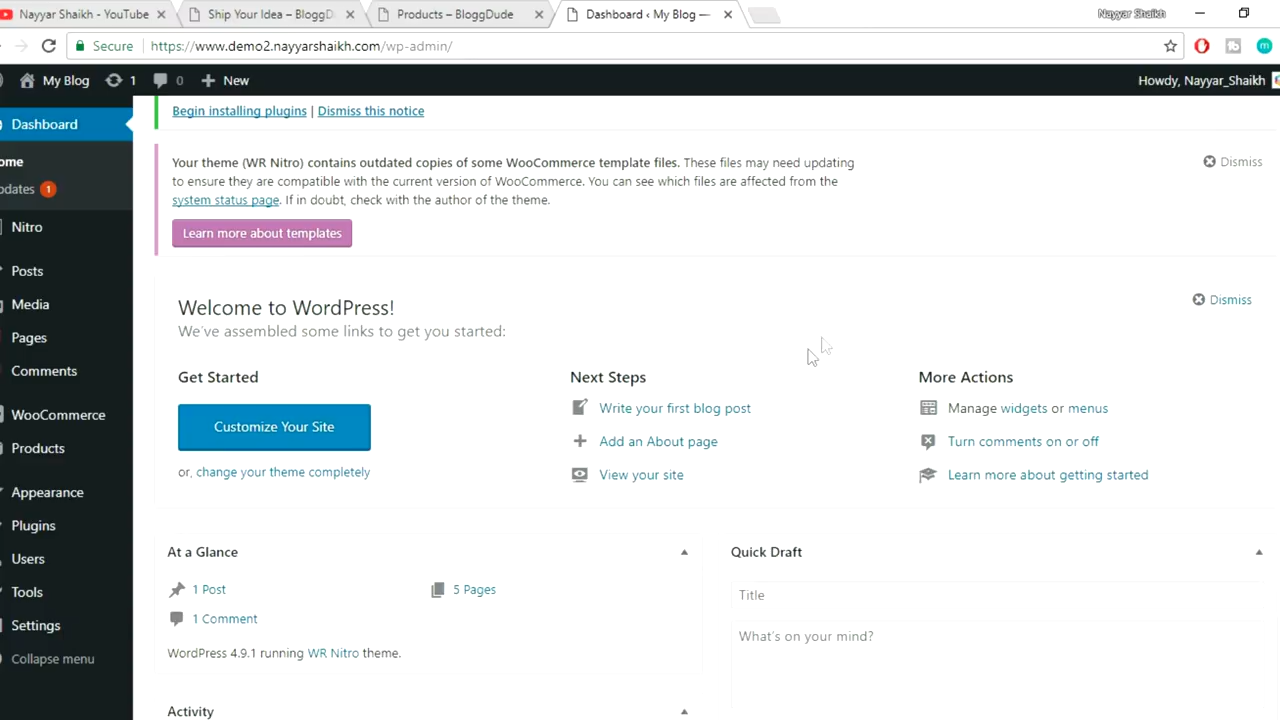 Nayyar Shaikh - YouTube
Ship Your Idea – BloggD
Products – BloggDude
Dashboard ‹ My Blog —
Nayyar Shaikh
Secure
https://www.demo2.nayyarshaikh.com/wp-admin/
My Blog
1
0
New
Howdy, Nayyar_Shaikh
Dashboard
ome
pdates 1
Nitro
Posts
Media
Pages
Comments
WooCommerce
Products
Appearance
Plugins
Users
Tools
Settings
Collapse menu
Begin installing plugins | Dismiss this notice
Your theme (WR Nitro) contains outdated copies of some WooCommerce template files. These files may need updating
to ensure they are compatible with the current version of WooCommerce. You can see which files are affected from the
system status page. If in doubt, check with the author of the theme.
Dismiss
Learn more about templates
Welcome to WordPress!
We've assembled some links to get you started:
Dismiss
Get Started
Customize Your Site
or, change your theme completely
Next Steps
Write your first blog post
Add an About page
View your site
More Actions
Manage widgets or menus
Turn comments on or off
Learn more about getting started
At a Glance
1 Post
5 Pages
1 Comment
WordPress 4.9.1 running WR Nitro theme.
Activity
Quick Draft
Title
What's on your mind?